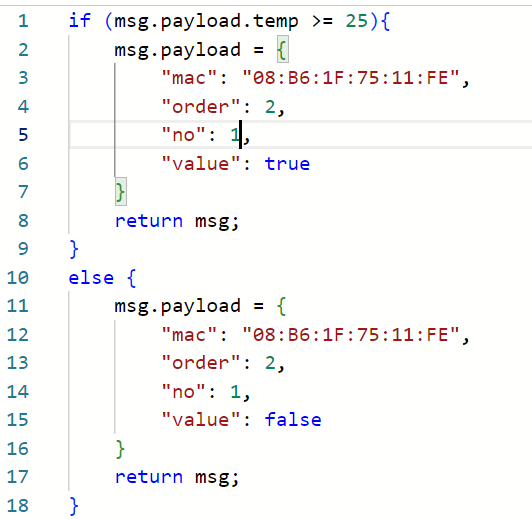 1 if (msg.payload.temp >= 25){
2 msg.payload = {
3 "mac": "08:B6:1F:75:11:FE",
4 "order": 2,
5 "no": 1,
6 "value": true
7 }
8 return msg;
9 }
10 else {
11 msg.payload = {
12 "mac": "08:B6:1F:75:11:FE",
13 "order": 2,
14 "no": 1,
15 "value": false
16 }
17 return msg;
18 }